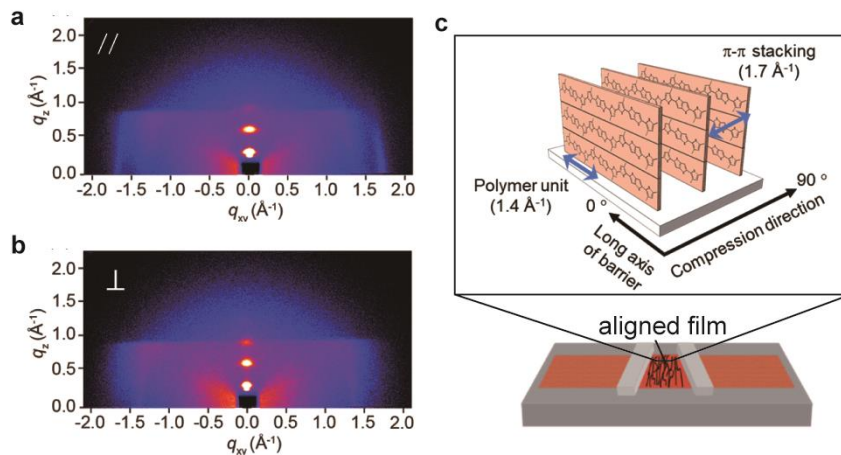 a
//
2.0
1.5
1.0
0.5
0.0
qz (Å-1)
-2.0 -1.5 -1.0 -0.5 0.0 0.5 1.0 1.5 2.0
qxy (Å-1)
b
⊥
2.0
1.5
1.0
0.5
0.0
qz (Å-1)
-2.0 -1.5 -1.0 -0.5 0.0 0.5 1.0 1.5 2.0
qxy (Å-1)
c
π-π stacking
(1.7 Å-1)
Polymer unit
(1.4 Å-1)
0 °
90 °
Long axis
of barrier
Compression direction
aligned film